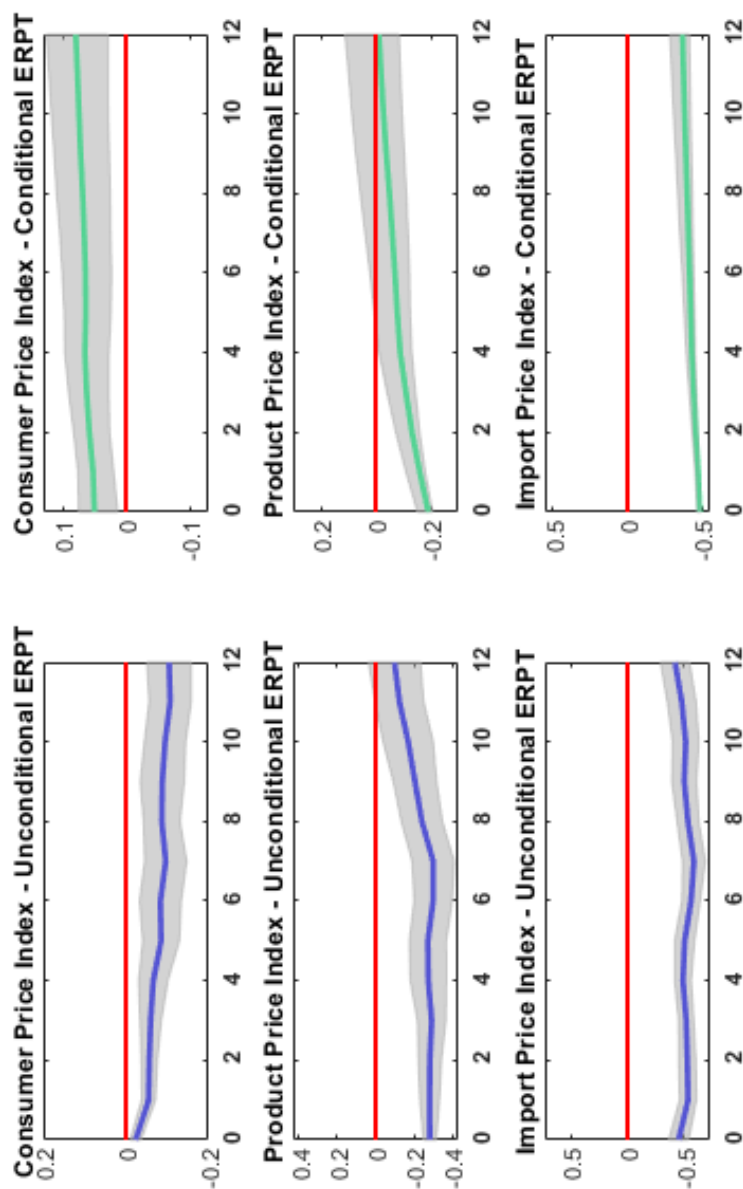 Consumer Price Index - Unconditional ERPT
0.2
0
-0.2
0 2 4 6 8 10 12
Consumer Price Index - Conditional ERPT
0.1
0
-0.1
0 2 4 6 8 10 12
Product Price Index - Unconditional ERPT
0.4
0.2
0
-0.2
-0.4
0 2 4 6 8 10 12
Product Price Index - Conditional ERPT
0.2
0
-0.2
0 2 4 6 8 10 12
Import Price Index - Unconditional ERPT
0.5
0
-0.5
0 2 4 6 8 10 12
Import Price Index - Conditional ERPT
0.5
0
-0.5
0 2 4 6 8 10 12